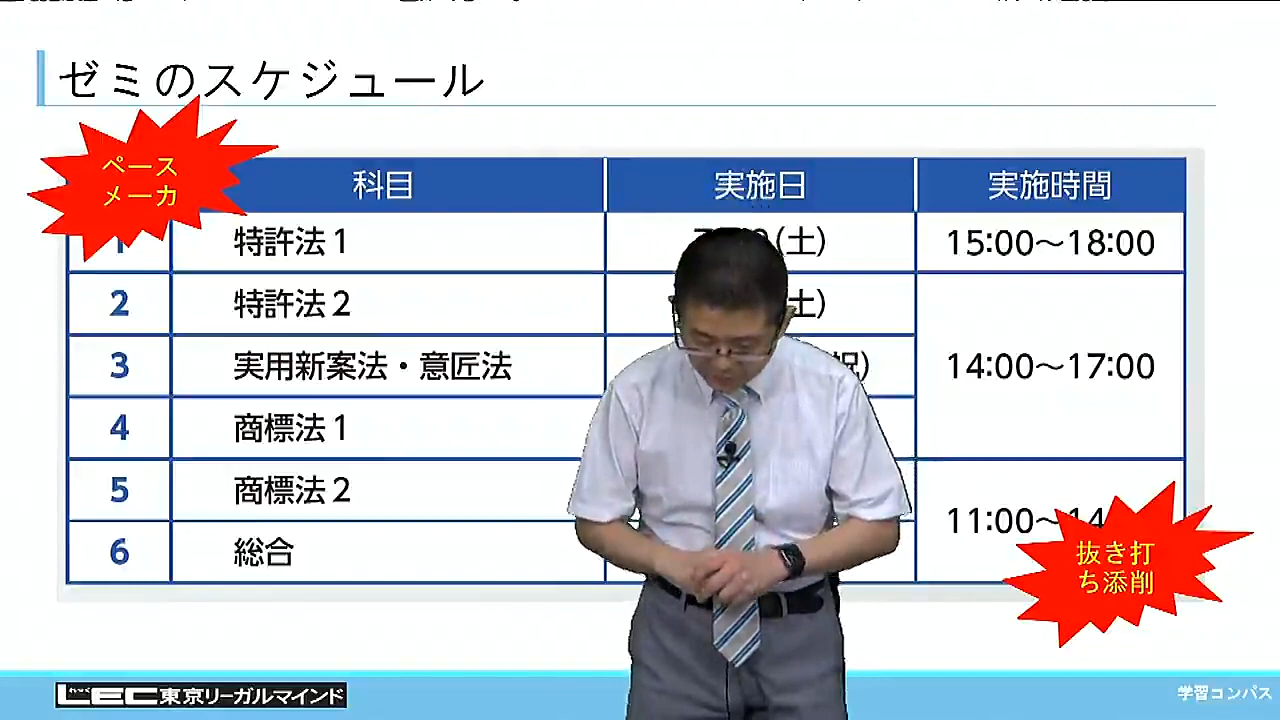 ゼミのスケジュール
ペース
メーカ
科目 実施日 実施時間
1 特許法1 (土) 15:00～18:00
2 特許法2 土)
3 実用新案法・意匠法 祝) 14:00～17:00
4 商標法1
5 商標法2
11:00～14
6 総合
抜き打
ち添削
LEC東京リーガルマインド
学習コンパス